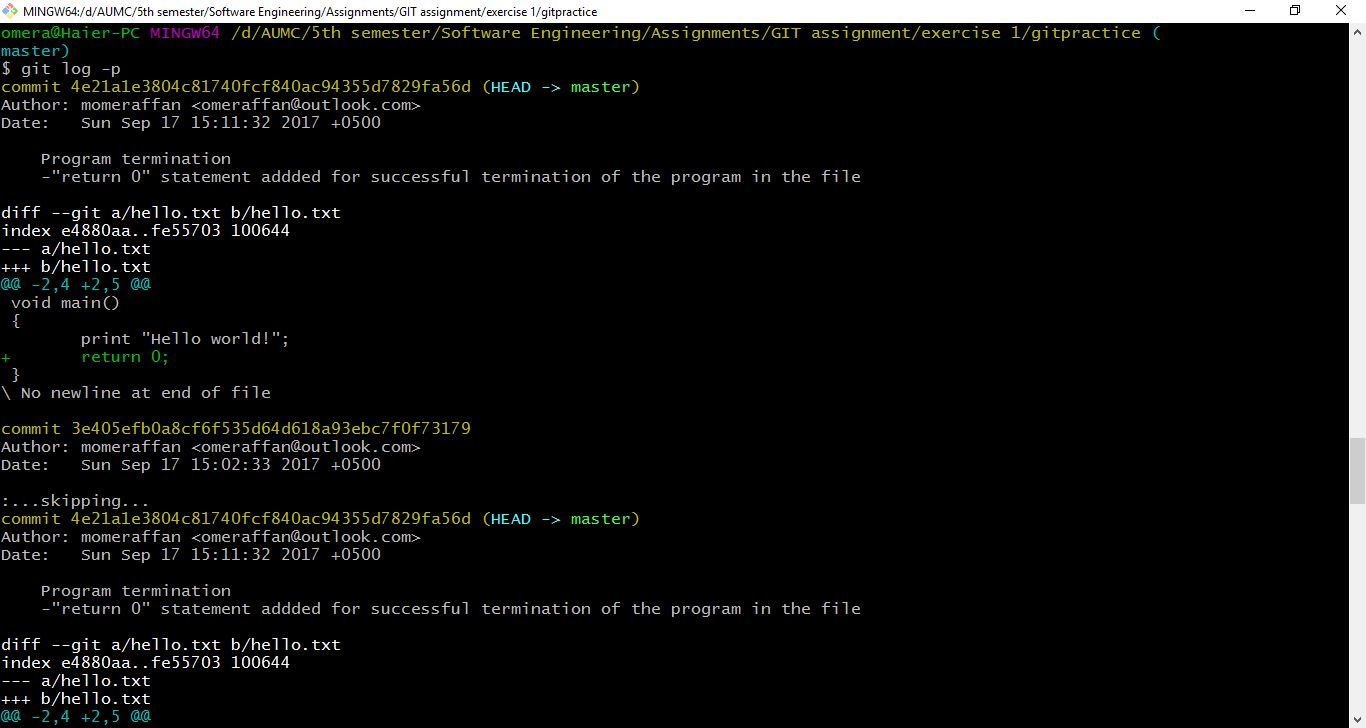 MINGW64:/d/AUMC/5th semester/Software Engineering/Assignments/GIT assignment/exercise 1/gitpractice
omera@Haier-PC MINGW64 /d/AUMC/5th semester/Software Engineering/Assignments/GIT assignment/exercise 1/gitpractice (
master)
$ git log -p
commit 4e21a1e3804c81740fcf840ac94355d7829fa56d (HEAD -> master)
Author: momeraffan <omeraffan@outlook.com>
Date:   Sun Sep 17 15:11:32 2017 +0500

    Program termination
    -"return 0" statement addded for successful termination of the program in the file

diff --git a/hello.txt b/hello.txt
index e4880aa..fe55703 100644
--- a/hello.txt
+++ b/hello.txt
@@ -2,4 +2,5 @@
 void main()
 {
        print "Hello world!";
+       return 0;
 }
\ No newline at end of file

commit 3e405efb0a8cf6f535d64d618a93ebc7f0f73179
Author: momeraffan <omeraffan@outlook.com>
Date:   Sun Sep 17 15:02:33 2017 +0500

:...skipping...
commit 4e21a1e3804c81740fcf840ac94355d7829fa56d (HEAD -> master)
Author: momeraffan <omeraffan@outlook.com>
Date:   Sun Sep 17 15:11:32 2017 +0500

    Program termination
    -"return 0" statement addded for successful termination of the program in the file

diff --git a/hello.txt b/hello.txt
index e4880aa..fe55703 100644
--- a/hello.txt
+++ b/hello.txt
@@ -2,4 +2,5 @@